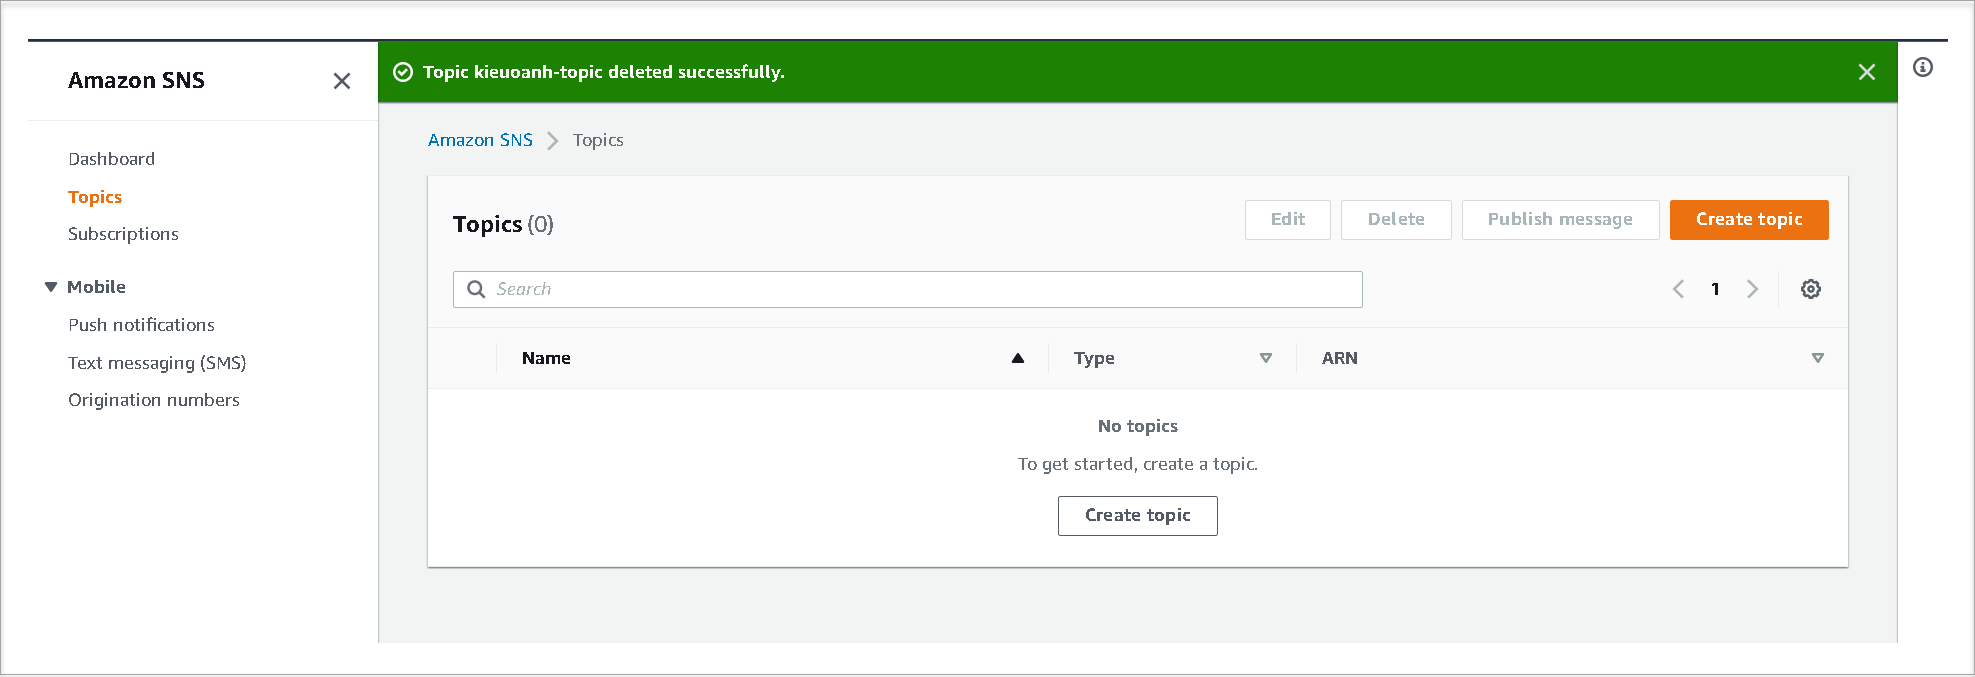 Amazon SNS
Dashboard
Topics
Subscriptions
Mobile
Push notifications
Text messaging (SMS)
Origination numbers
Topic kieuoanh-topic deleted successfully.
Amazon SNS Topics
Topics (0)
Edit Delete Publish message Create topic
Search
1
Name Type ARN
No topics
To get started, create a topic.
Create topic